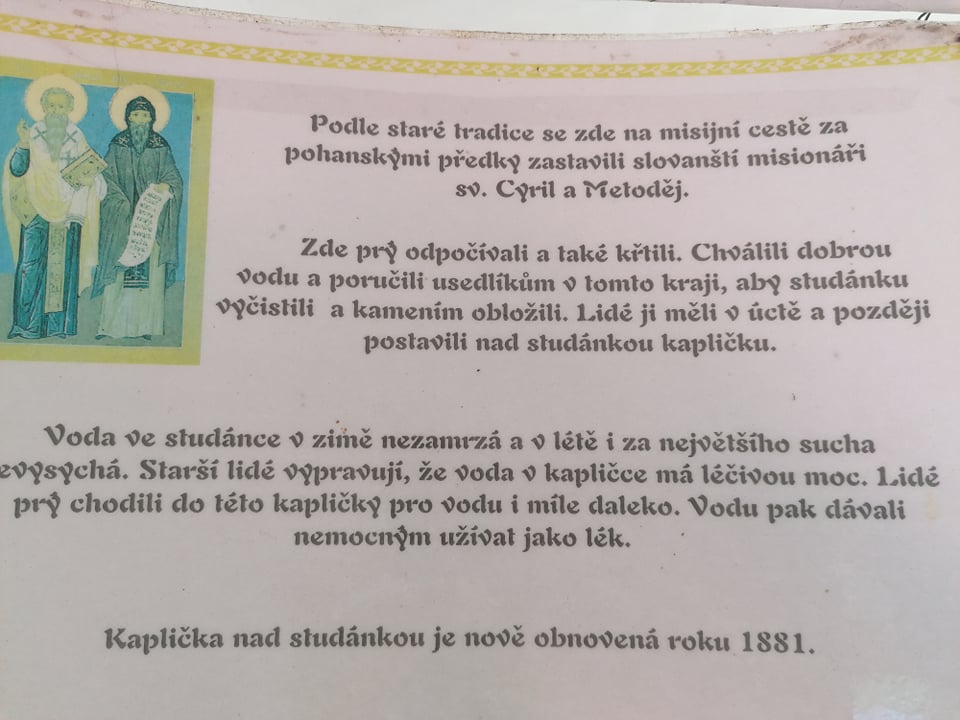 Podle staré tradice se zde na misijní cestě za
pohanskými předky zastavili slovanští misionáři
sv. Cyril a Metoděj.
Zde prý odpočívali a také křtili. Chválili dobrou
vodu a poručili usedlíkům v tomto kraji, aby studánku
vyčistili a kamením obložili. Lidé ji měli v úctě a později
postavili nad studánkou kapličku.
Voda ve studánce v zimě nezamrzá a v létě i za největšího sucha
evysychá. Starší lidé vypravují, že voda v kapličce má léčivou moc. Lidé
prý chodili do této kapličky pro vodu i míle daleko. Vodu pak dávali
nemocným užívat jako lék.
Kaplička nad studánkou je nově obnovená roku 1881.